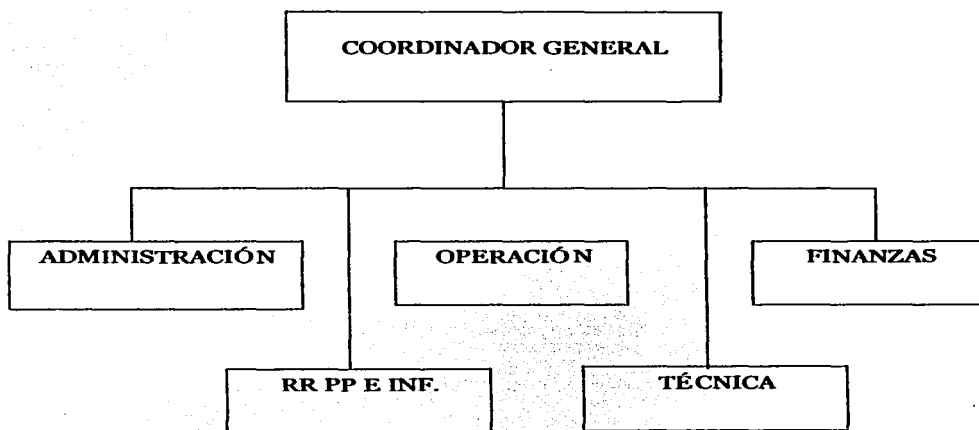 COORDINADOR GENERAL
ADMINISTRACIÓN
OPERACIÓN
FINANZAS
RR PP E INF.
TÉCNICA